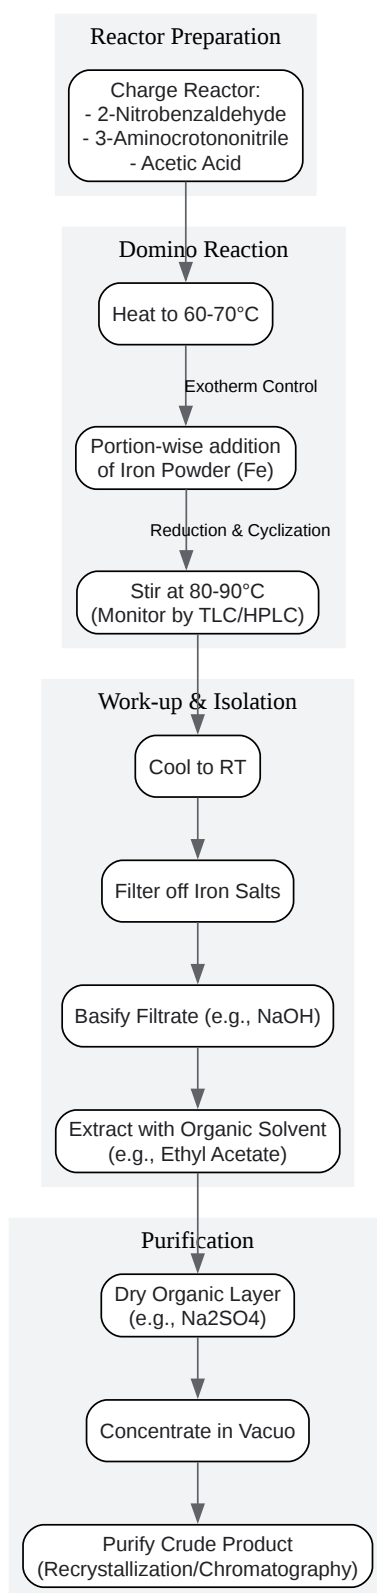 Reactor Preparation
Charge Reactor:
- 2-Nitrobenzaldehyde
- 3-Aminocrotononitrile
- Acetic Acid
Domino Reaction
Heat to 60-70°C
Exotherm Control
Portion-wise addition
of Iron Powder (Fe)
Reduction & Cyclization
Stir at 80-90°C
(Monitor by TLC/HPLC)
Work-up & Isolation
Cool to RT
Filter off Iron Salts
Basify Filtrate (e.g., NaOH)
Extract with Organic Solvent
(e.g., Ethyl Acetate)
Purification
Dry Organic Layer
(e.g., Na2SO4)
Concentrate in Vacuo
Purify Crude Product
(Recrystallization/Chromatography)